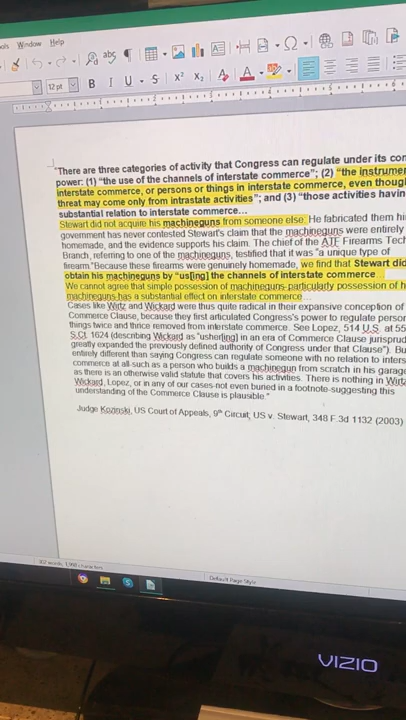 ols Window Help
12 pt B I U S X² X₂ A A
"There are three categories of activity that Congress can regulate under its com
power: (1) "the use of the channels of interstate commerce"; (2) "the instrumen
interstate commerce, or persons or things in interstate commerce, even though
threat may come only from intrastate activities"; and (3) "those activities havin
substantial relation to interstate commerce...
Stewart did not acquire his machineguns from someone else. He fabricated them hi
government has never contested Stewart's claim that the machineguns were entirely
homemade, and the evidence supports his claim. The chief of the ATF Firearms Tech
Branch, referring to one of the machineguns, testified that it was "a unique type of
firearm."Because these firearms were genuinely homemade, we find that Stewart did
obtain his machineguns by "us[ing] the channels of interstate commerce...
We cannot agree that simple possession of machineguns-particularly possession of h
machineguns-has a substantial effect on interstate commerce...
Cases like Wirtz and Wickard were thus quite radical in their expansive conception of
Commerce Clause, because they first articulated Congress's power to regulate person
things twice and thrice removed from interstate commerce. See Lopez, 514 U.S. at 55
S.Ct. 1624 (describing Wickard as "usher[ing] in an era of Commerce Clause jurisprud
greatly expanded the previously defined authority of Congress under that Clause"). Bu
entirely different than saying Congress can regulate someone with no relation to inters
commerce at all-such as a person who builds a machinegun from scratch in his garage
as there is an otherwise valid statute that covers his activities. There is nothing in Wirtz
Wickard, Lopez, or in any of our cases-not even buried in a footnote-suggesting this
understanding of the Commerce Clause is plausible."
Judge Kozinski, US Court of Appeals, 9th Circuit; US v. Stewart, 348 F.3d 1132 (2003)
302 words, 1,998 characters
Default Page Style
VIZIO